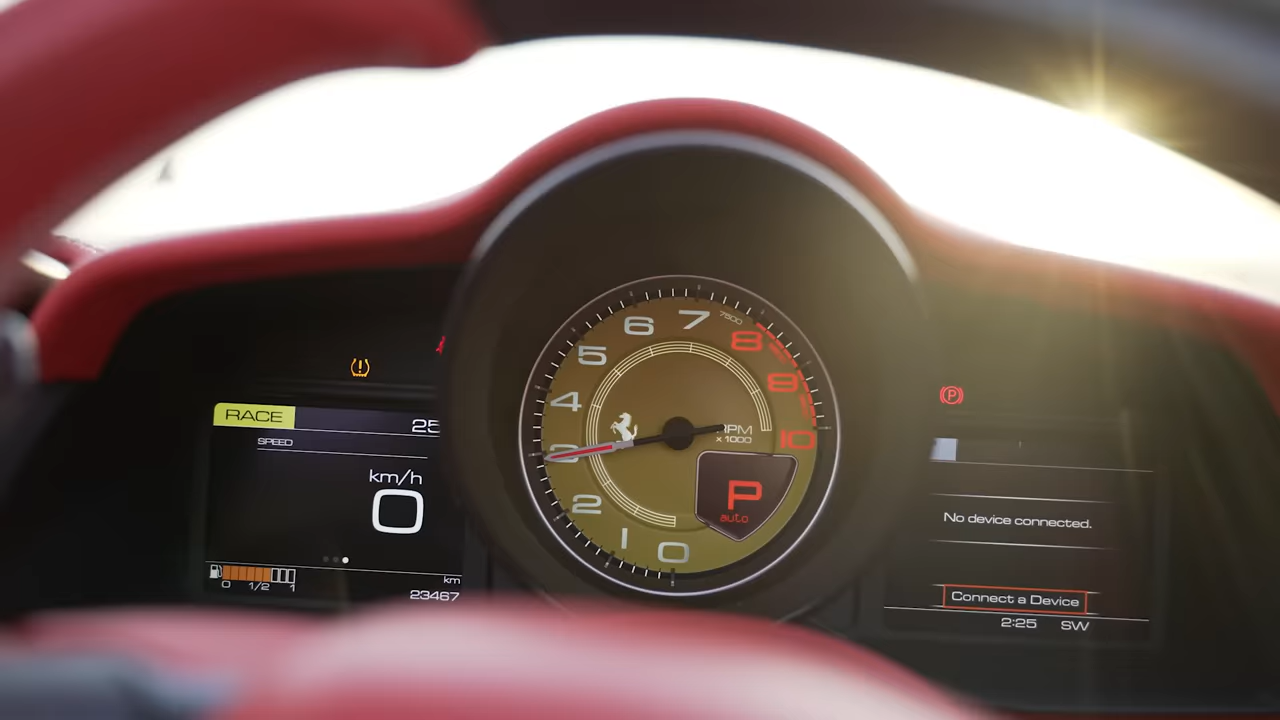 RACE
25
SPEED
km/h
0
0 1/2 1
km
23467
0
1
2
3
4
5
6
7
7500
8
9
10
RPM
x 1000
P
auto
P
No device connected.
Connect a Device
2:25 SW